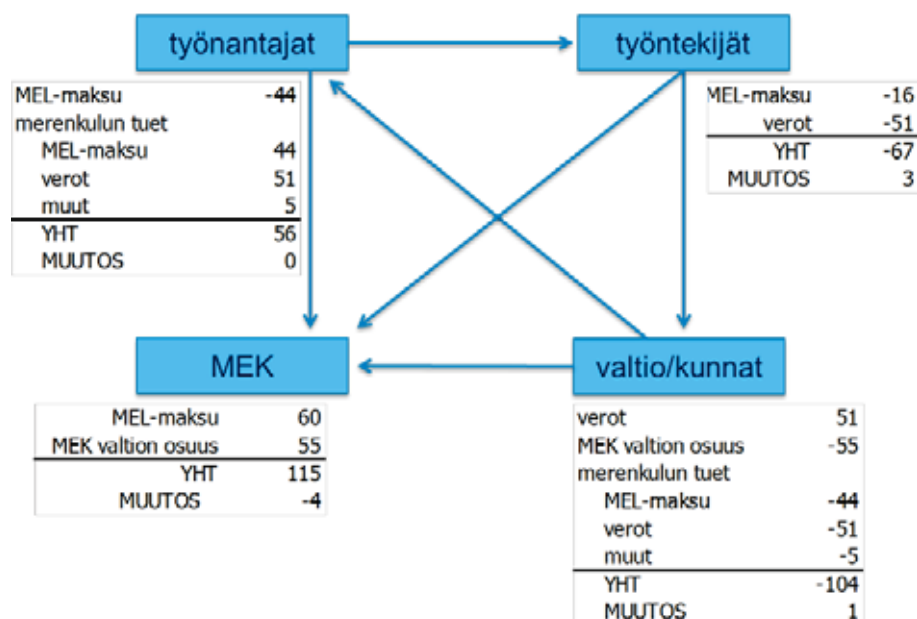 työnantajat
työntekijät
MEL-maksu -44
merenkulun tuet
MEL-maksu 44
verot 51
muut 5
YHT 56
MUUTOS 0
MEL-maksu -16
verot -51
YHT -67
MUUTOS 3
MEK
valtio/kunnat
MEL-maksu 60
MEK valtion osuus 55
YHT 115
MUUTOS -4
verot 51
MEK valtion osuus -55
merenkulun tuet
MEL-maksu -44
verot -51
muut -5
YHT -104
MUUTOS 1